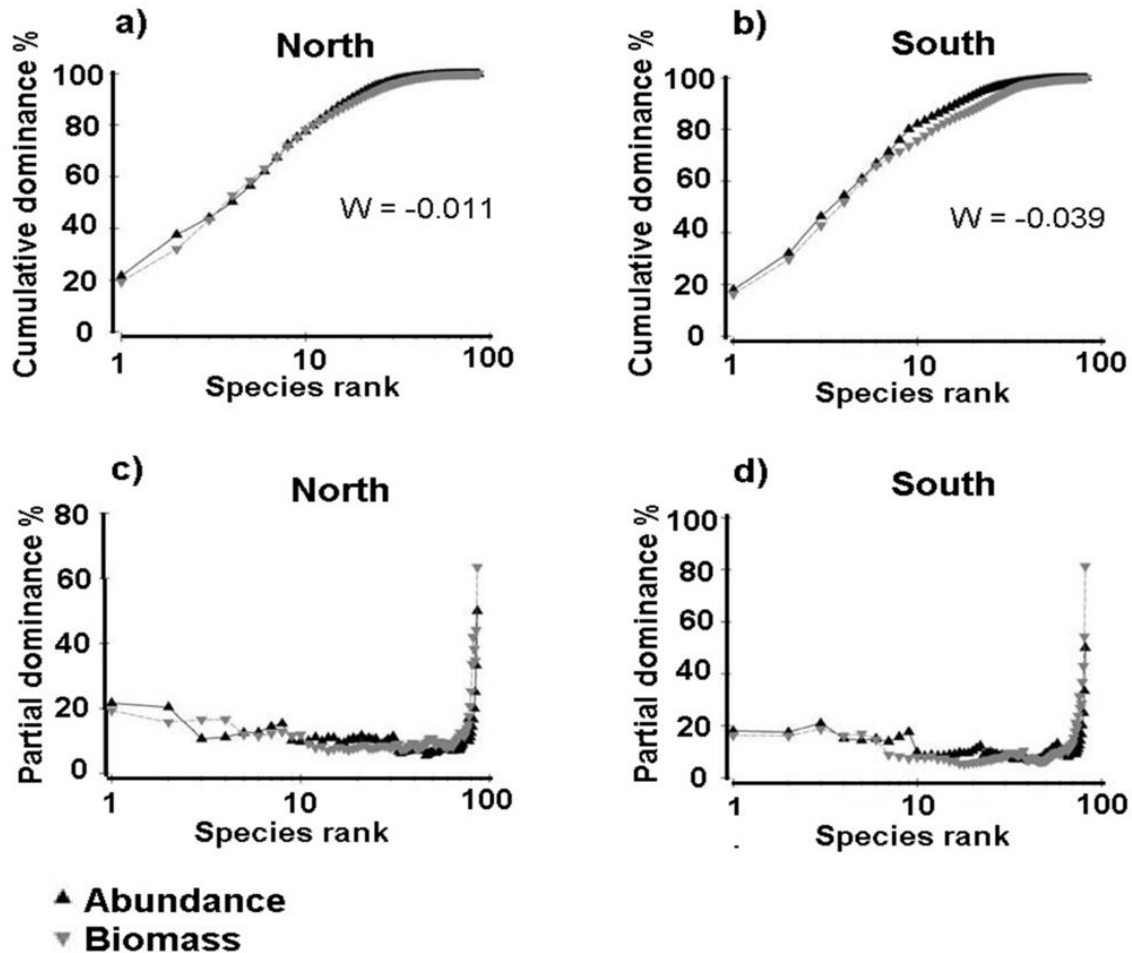 a)
North
Cumulative dominance %
100
80
60
40
20
0
W = -0.011
1
10
100
Species rank
b)
South
Cumulative dominance %
100
80
60
40
20
0
W = -0.039
1
10
100
Species rank
c)
North
Partial dominance %
80
60
40
20
0
1
10
100
Species rank
d)
South
Partial dominance %
100
80
60
40
20
0
1
10
100
Species rank
Abundance
Biomass